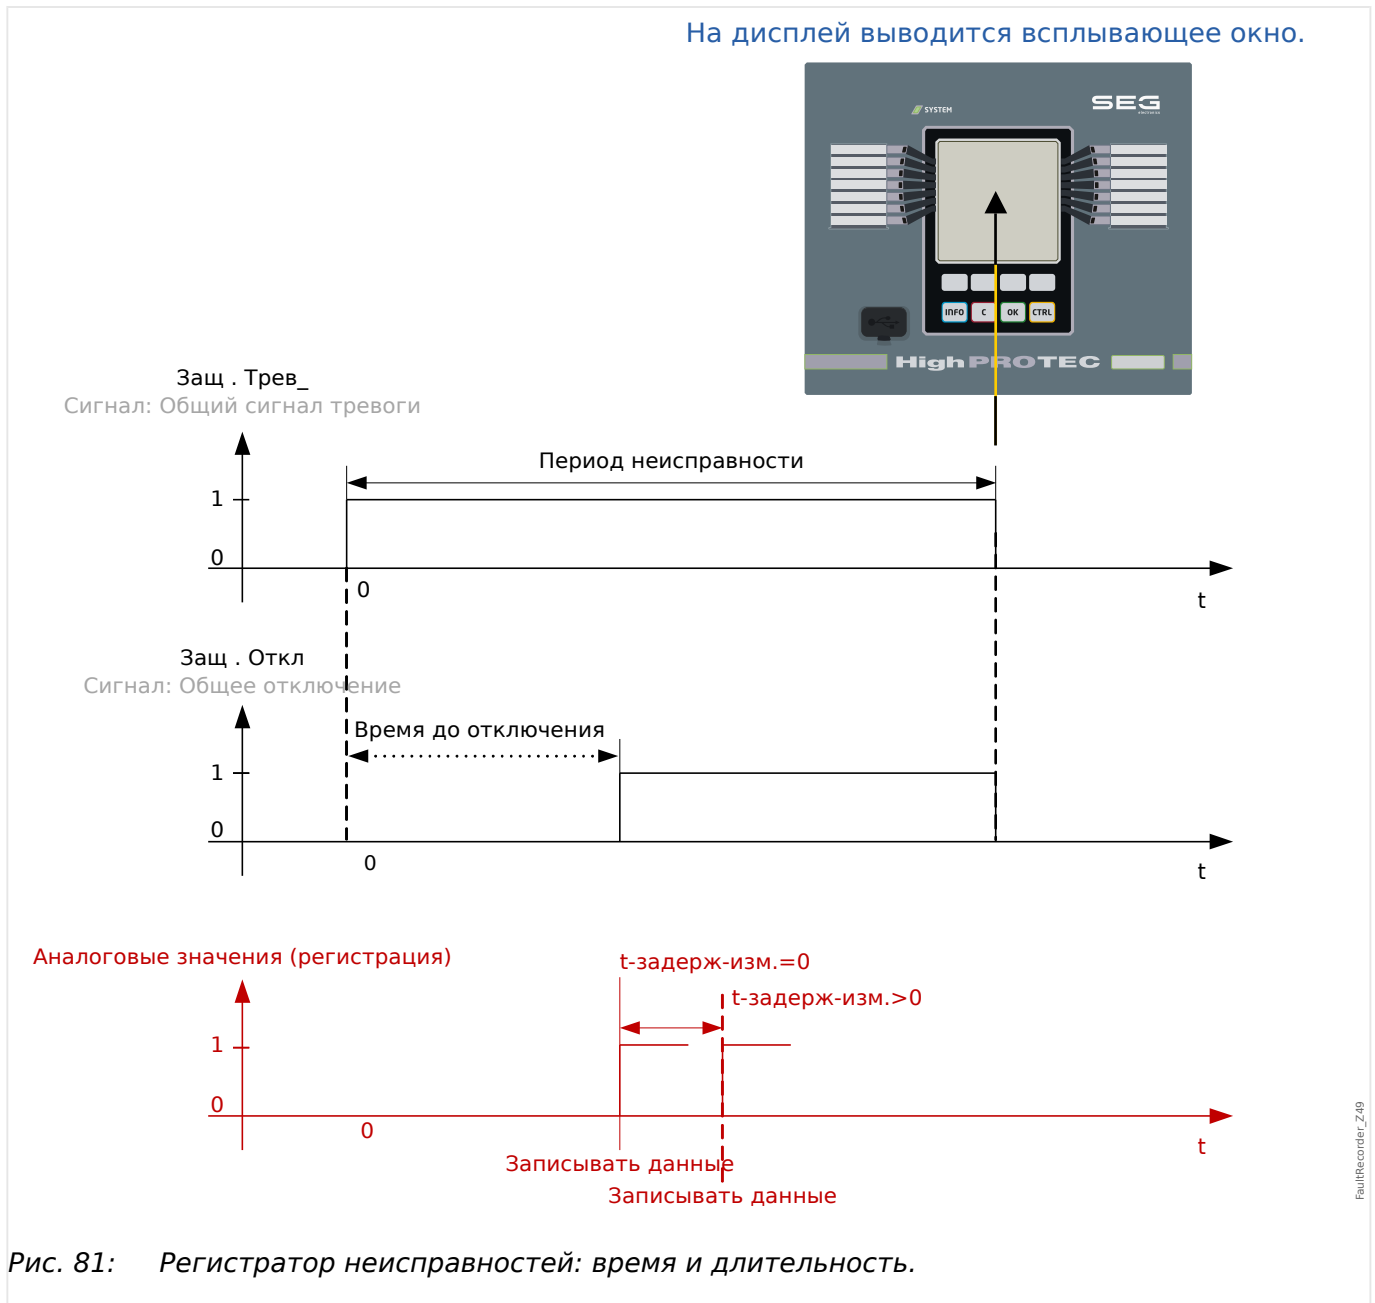 На дисплей выводится всплывающее окно.
SYSTEM
SEG
electronics
INFO
C
OK
CTRL
HighPROTEC
Защ . Трев_
Сигнал: Общий сигнал тревоги
Период неисправности
1
0
0
t
Защ . Откл
Сигнал: Общее отключение
Время до отключения
1
0
0
t
Аналоговые значения (регистрация)
t-задерж-изм.=0
t-задерж-изм.>0
1
0
0
t
Записывать данные
Записывать данные
FaultRecorder_Z49
Рис. 81: Регистратор неисправностей: время и длительность.